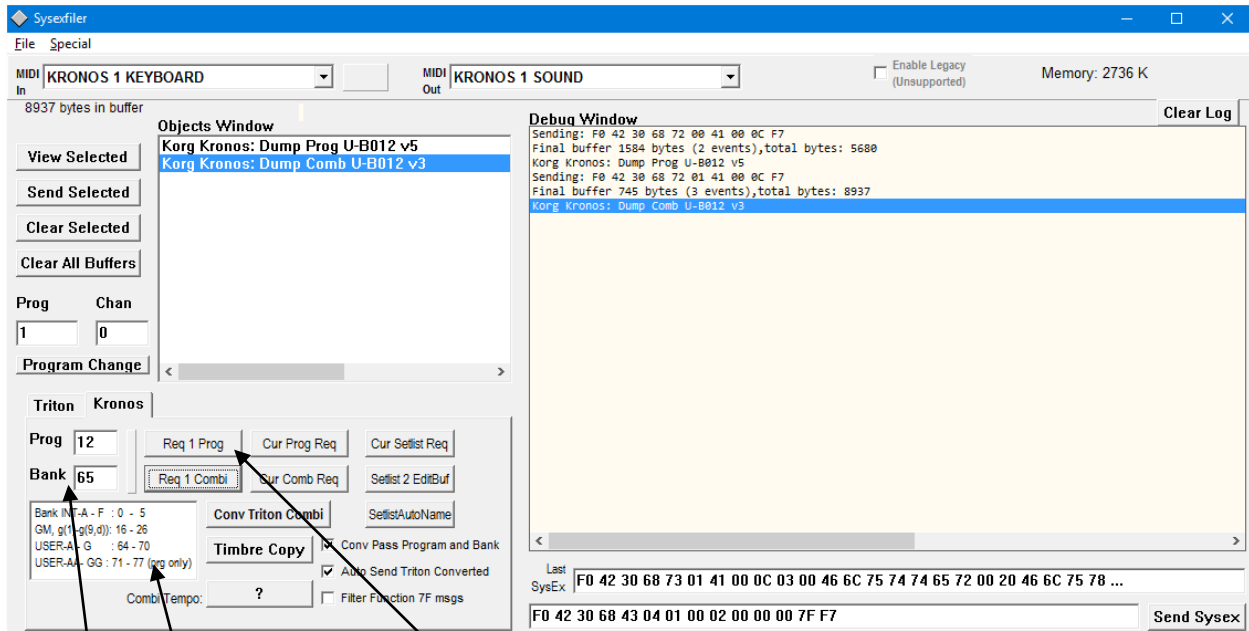 Sysexfiler
File Special
MIDI In KRONOS 1 KEYBOARD
MIDI Out KRONOS 1 SOUND
Enable Legacy
(Unsupported)
Memory: 2736 K
8937 bytes in buffer
Objects Window
Korg Kronos: Dump Prog U-B012 v5
Korg Kronos: Dump Comb U-B012 v3
Debug Window
Clear Log
Sending: F0 42 30 68 72 00 41 00 0C F7
Final buffer 1584 bytes (2 events),total bytes: 5680
Korg Kronos: Dump Prog U-B012 v5
Sending: F0 42 30 68 72 01 41 00 0C F7
Final buffer 745 bytes (3 events),total bytes: 8937
Korg Kronos: Dump Comb U-B012 v3
View Selected
Send Selected
Clear Selected
Clear All Buffers
Prog Chan
1 0
Program Change
Triton Kronos
Prog 12
Req 1 Prog Cur Prog Req Cur Setlist Req
Bank 65
Req 1 Combi Cur Comb Req Setlist 2 EditBuf
Bank INT-A - F : 0 - 5
GM, g(1)-g(9,d)): 16 - 26
USER-A - G : 64 - 70
USER-AA- GG : 71 - 77 (prg only)
Conv Triton Combi SetlistAutoName
Timbre Copy Conv Pass Program and Bank
Auto Send Triton Converted
Combi Tempo: ? Filter Function 7F msgs
Last SysEx F0 42 30 68 73 01 41 00 0C 03 00 46 6C 75 74 74 65 72 00 20 46 6C 75 78 ...
F0 42 30 68 43 04 01 00 02 00 00 00 7F F7 Send Sysex